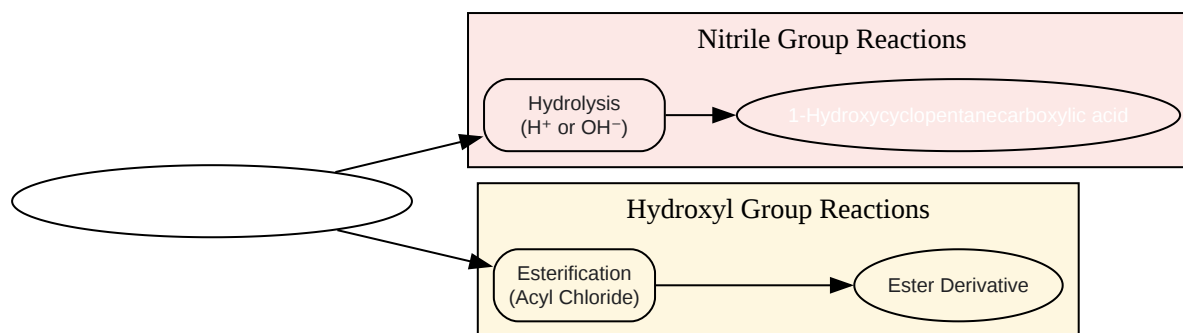 Nitrile Group Reactions
Hydrolysis
(H⁺ or OH⁻)
1-Hydroxycyclopentanecarboxylic acid
Hydroxyl Group Reactions
Esterification
(Acyl Chloride)
Ester Derivative